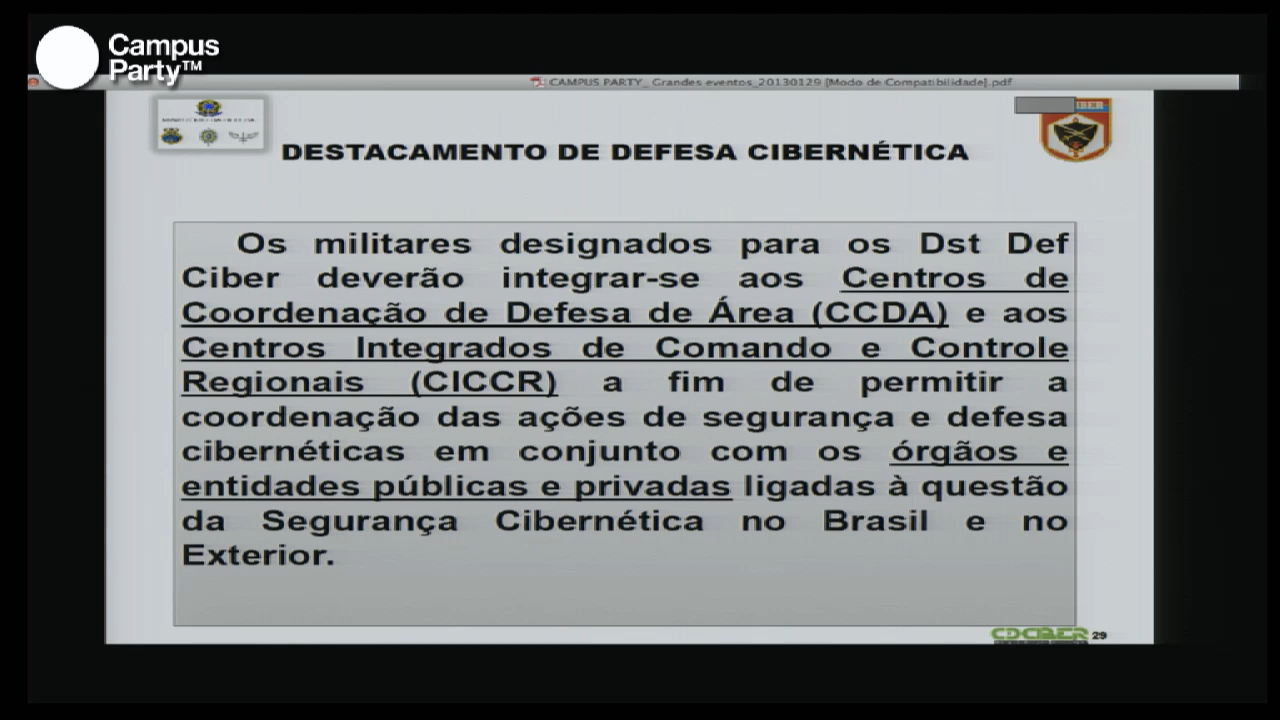 Campus
Party™
CAMPUS PARTY_ Grandes eventos_20130129 [Modo de Compatibilidade].pdf
DESTACAMENTO DE DEFESA CIBERNÉTICA
Os militares designados para os Dst Def
Ciber deverão integrar-se aos Centros de
Coordenação de Defesa de Área (CCDA) e aos
Centros Integrados de Comando e Controle
Regionais (CICCR) a fim de permitir a
coordenação das ações de segurança e defesa
cibernéticas em conjunto com os órgãos e
entidades públicas e privadas ligadas à questão
da Segurança Cibernética no Brasil e no
Exterior.
CDCIBER 29